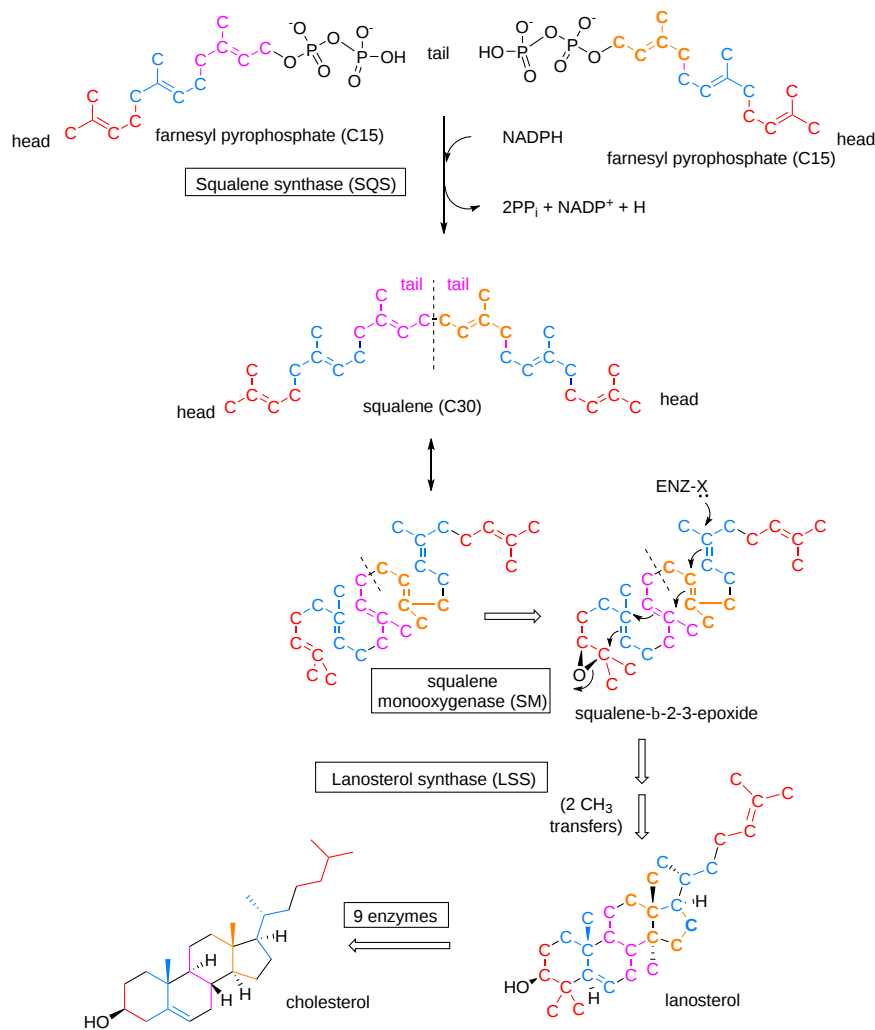 tail
head
farnesyl pyrophosphate (C15)
farnesyl pyrophosphate (C15)
head
NADPH
Squalene synthase (SQS)
2PPi + NADP+ + H
tail
tail
head
squalene (C30)
head
ENZ-X
squalene
monooxygenase (SM)
squalene-b-2-3-epoxide
Lanosterol synthase (LSS)
(2 CH3
transfers)
9 enzymes
H
H
H
H
HO
cholesterol
H
HO
H
lanosterol